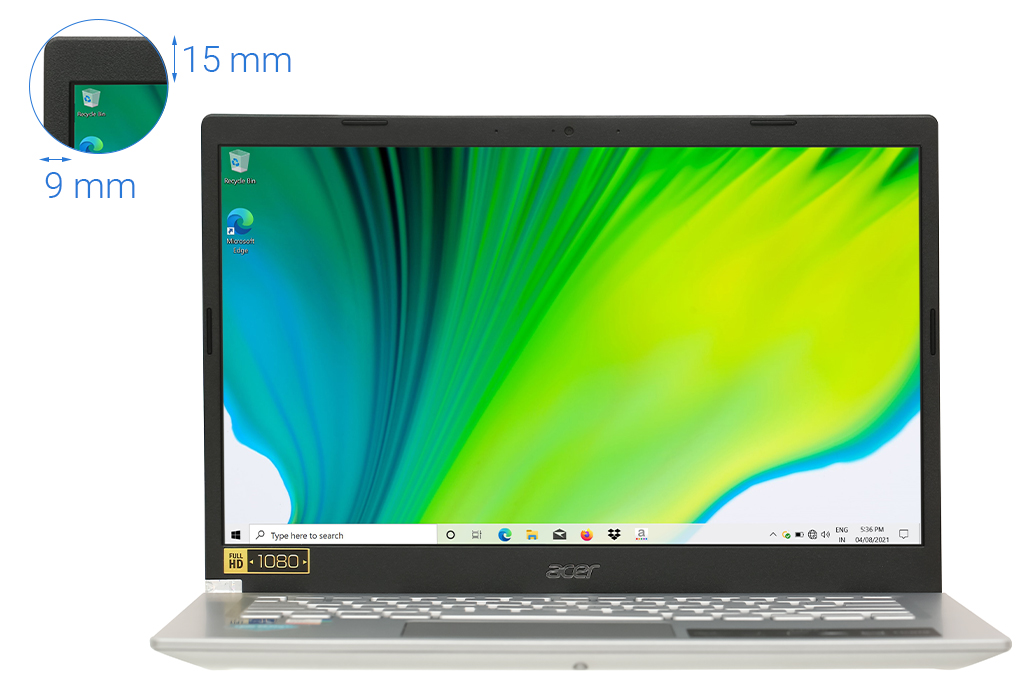 15 mm
Recycle Bin
9 mm
Recycle Bin
Microsoft
Edge
Type here to search
a
ENG
IN
5:36 PM
04/08/2021
FULL
HD
1080
acer